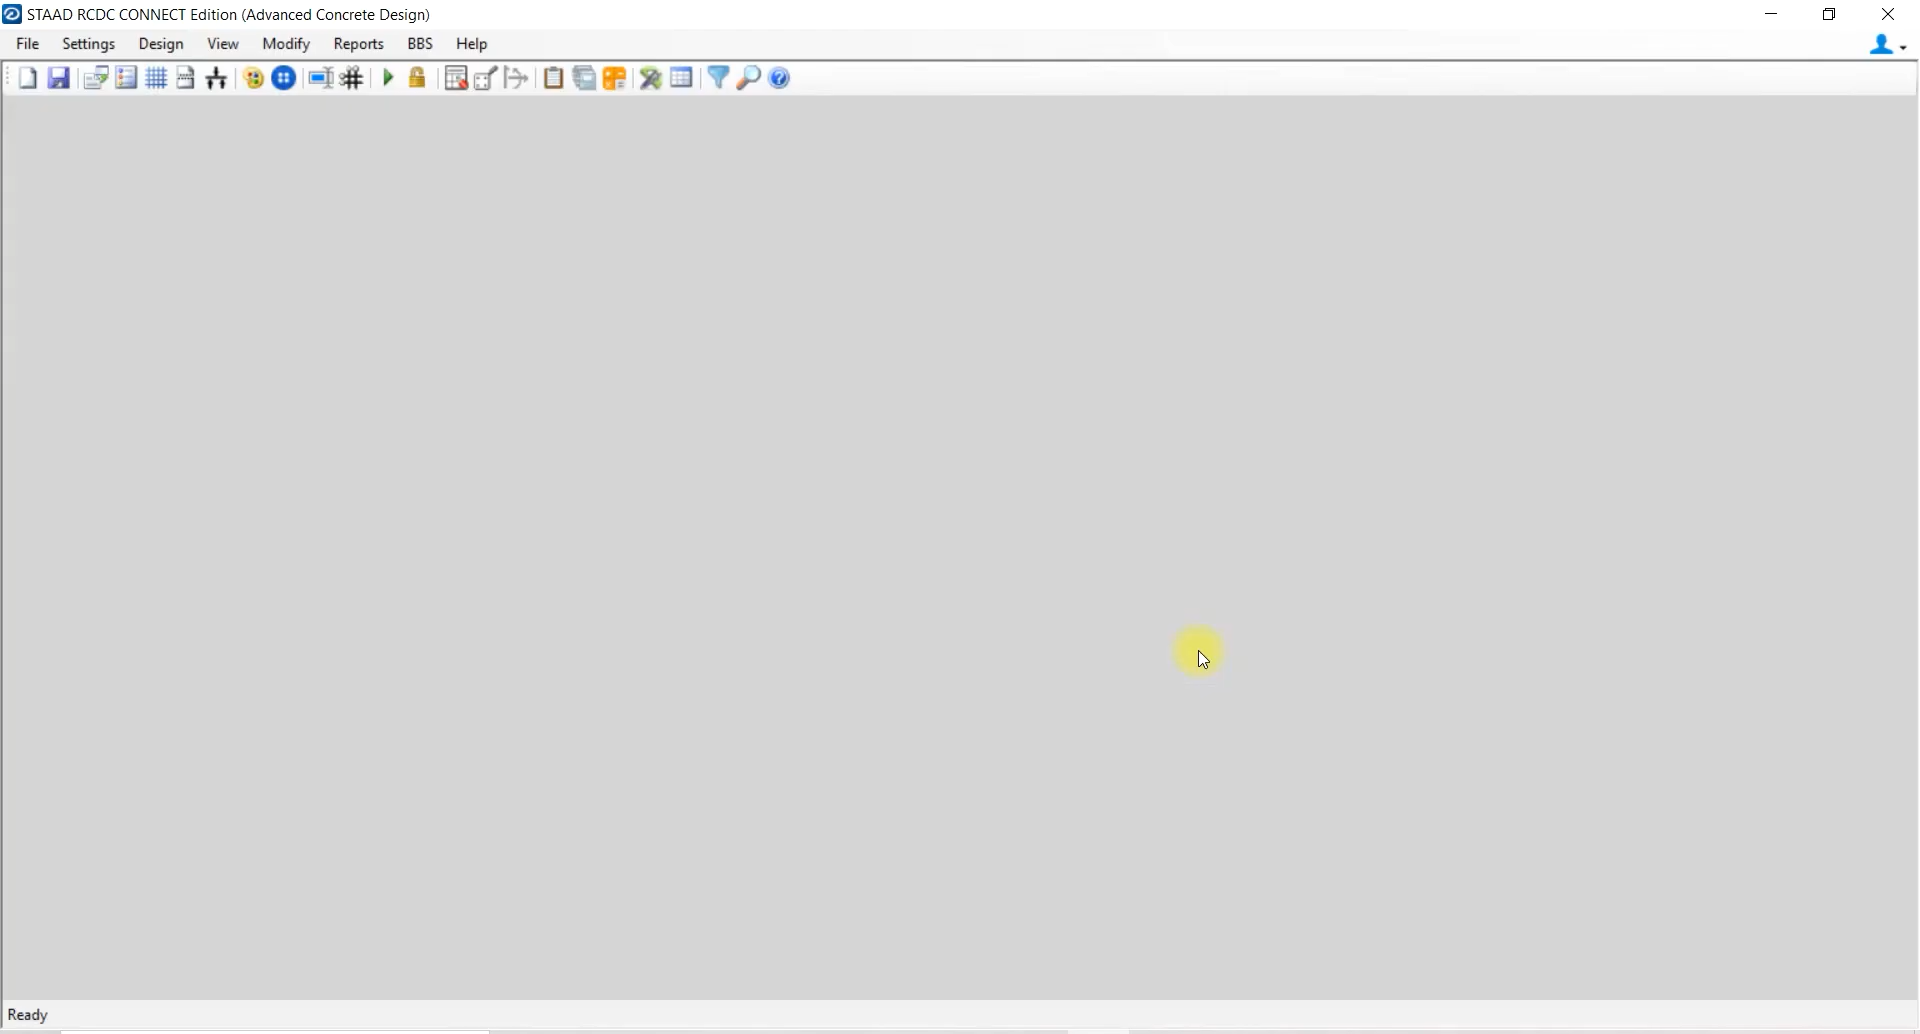 STAAD RCDC CONNECT Edition (Advanced Concrete Design)
File Settings Design View Modify Reports BBS Help
Ready